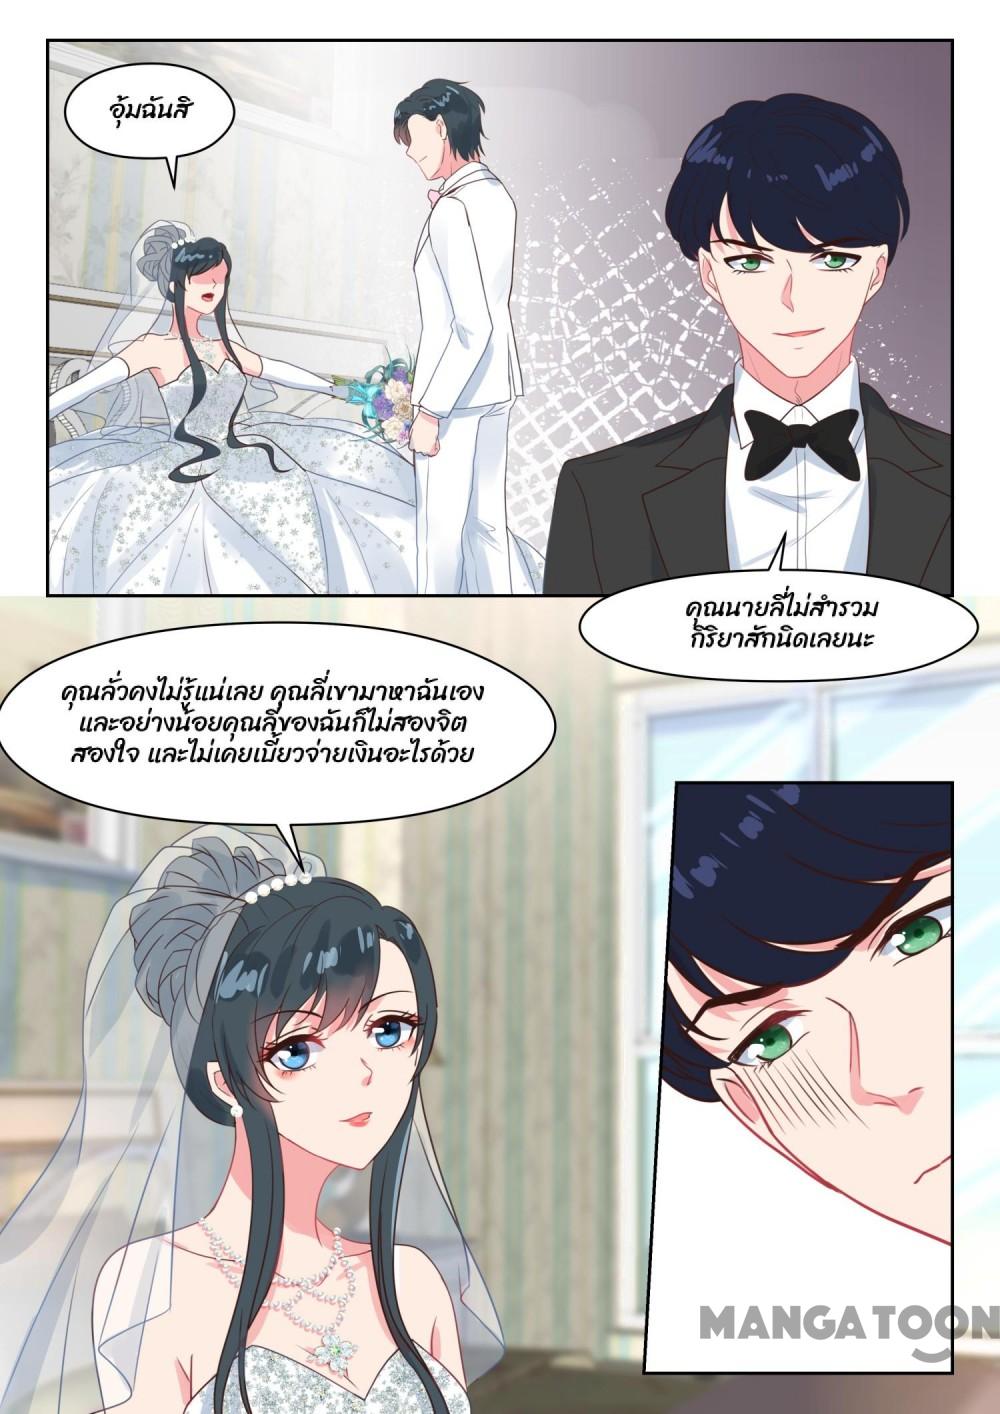 อุ้มฉันสิ
คุณนายลี่ไม่สำรวม
กิริยาสักนิดเลยนะ
คุณลั่วคงไม่รู้แน่เลย คุณลี่เขามาหาฉันเอง
และอย่างน้อยคุณลี่ของฉันก็ไม่สองจิต
สองใจ และไม่เคยเบี้ยวจ่ายเงินอะไรด้วย
MANGATOON